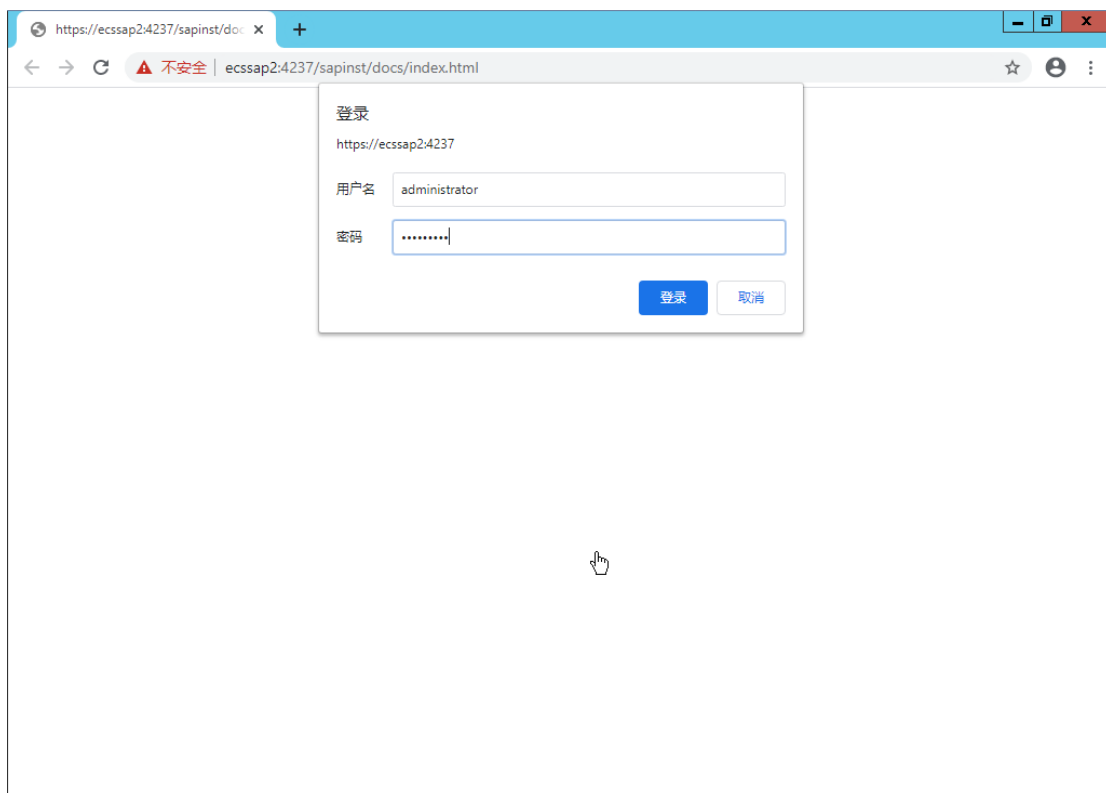 https://ecssap2:4237/sapinst/doc
不安全 ecssap2:4237/sapinst/docs/index.html
登录
https://ecssap2:4237
用户名 administrator
密码 •••••••••
登录 取消